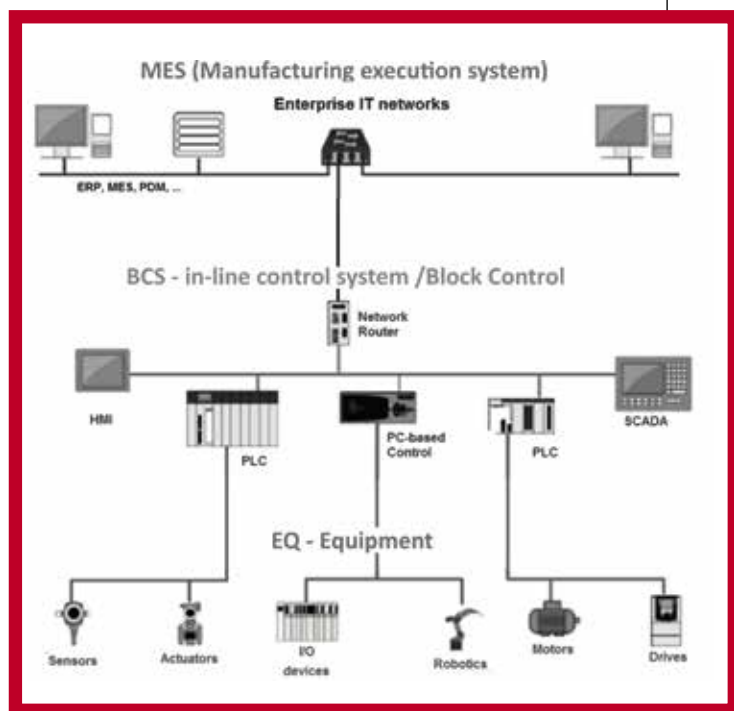 MES (Manufacturing execution system)
Enterprise IT networks
ERP, MES, PDM, ...
BCS - in-line control system /Block Control
Network
Router
HMI
PLC
PC-based
Control
PLC
SCADA
EQ - Equipment
Sensors
Actuators
I/O
devices
Robotics
Motors
Drives